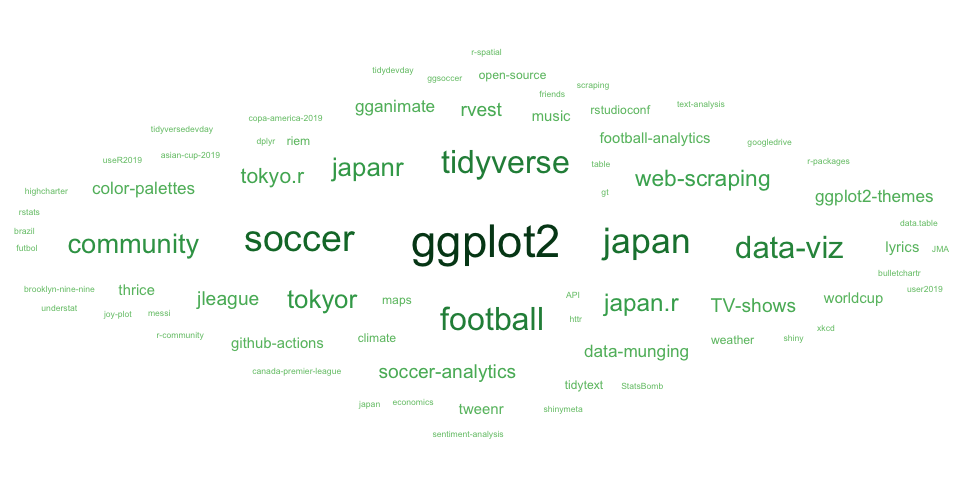 r-spatial
tidydevday
ggsoccer
open-source
scraping
friends
gganimate
rvest
music
rstudioconf
text-analysis
copa-america-2019
tidyversedevday
dplyr
riem
football-analytics
googledrive
useR2019
asian-cup-2019
tokyo.r
japanr
tidyverse
table
web-scraping
r-packages
highcharter
color-palettes
gt
ggplot2-themes
rstats
brazil
futbol
community
soccer
ggplot2
japan
data-viz
data.table
lyrics
JMA
bulletchartr
brooklyn-nine-nine
thrice
understat
joy-plot
messi
jleague
tokyor
maps
API
httr
japan.r
TV-shows
worldcup
user2019
football
r-community
github-actions
climate
data-munging
weather
shiny
xkcd
canada-premier-league
soccer-analytics
tidytext
StatsBomb
japan
economics
tweenr
shinymeta
sentiment-analysis